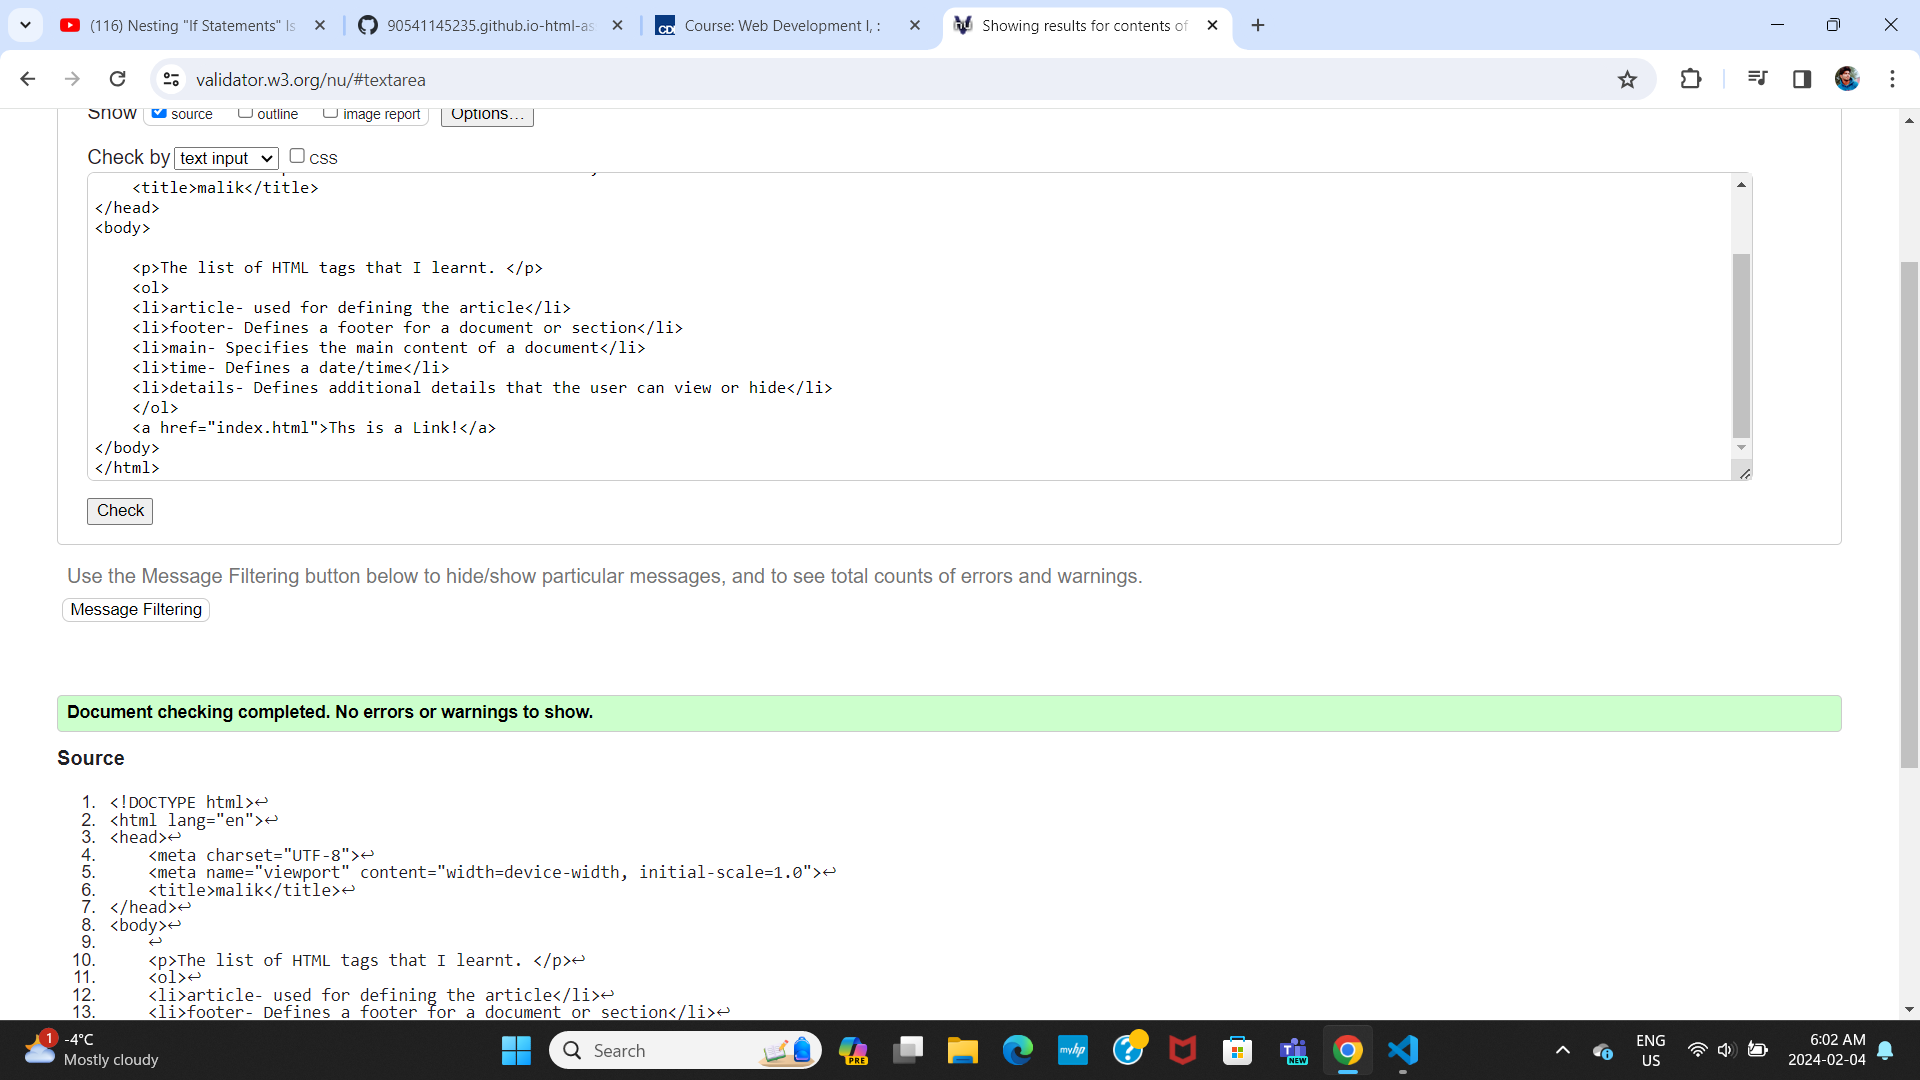 (116) Nesting "If Statements" Is
90541145235.github.io-html-as
Course: Web Development I, :
Showing results for contents of
validator.w3.org/nu/#textarea
Show source outline image report Options...
Check by text input CSS
<title>malik</title>
</head>
<body>
<p>The list of HTML tags that I learnt. </p>
<ol>
<li>article- used for defining the article</li>
<li>footer- Defines a footer for a document or section</li>
<li>main- Specifies the main content of a document</li>
<li>time- Defines a date/time</li>
<li>details- Defines additional details that the user can view or hide</li>
</ol>
<a href="index.html">Ths is a Link!</a>
</body>
</html>
Check
Use the Message Filtering button below to hide/show particular messages, and to see total counts of errors and warnings.
Message Filtering
Document checking completed. No errors or warnings to show.
Source
1. <!DOCTYPE html>↩
2. <html lang="en">↩
3. <head>↩
4. <meta charset="UTF-8">↩
5. <meta name="viewport" content="width=device-width, initial-scale=1.0">↩
6. <title>malik</title>↩
7. </head>↩
8. <body>↩
9. ↩
10. <p>The list of HTML tags that I learnt. </p>↩
11. <ol>↩
12. <li>article- used for defining the article</li>↩
13. <li>footer- Defines a footer for a document or section</li>↩
1
-4°C
Mostly cloudy
Search
PRE
myhp
NEW
ENG
US
6:02 AM
2024-02-04